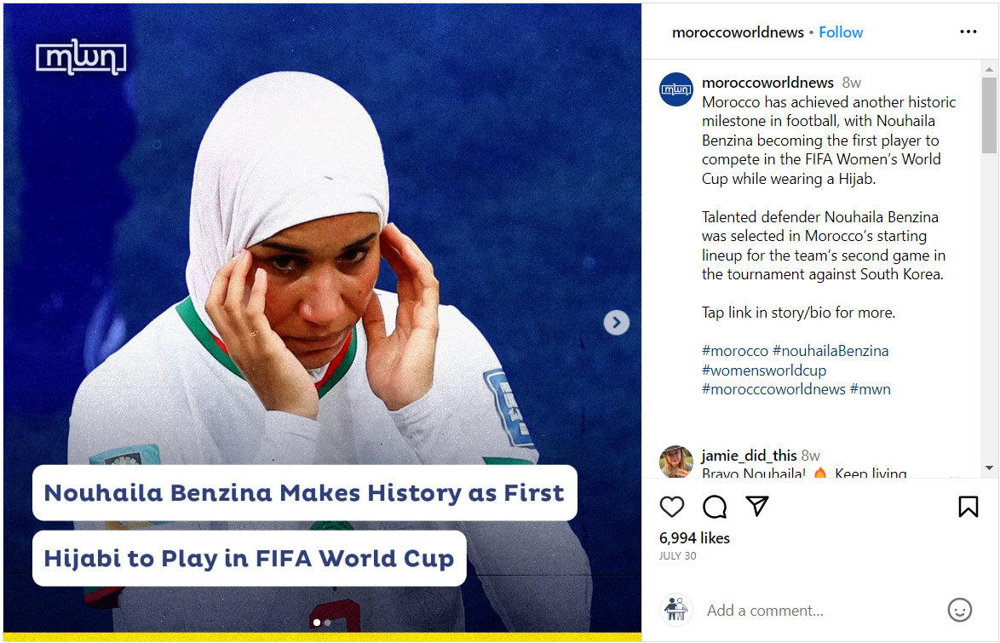 mwn
Nouhaila Benzina Makes History as First
Hijabi to Play in FIFA World Cup
moroccoworldnews • Follow
mwn
moroccoworldnews 8w
Morocco has achieved another historic
milestone in football, with Nouhaila
Benzina becoming the first player to
compete in the FIFA Women’s World
Cup while wearing a Hijab.
Talented defender Nouhaila Benzina
was selected in Morocco’s starting
lineup for the team’s second game in
the tournament against South Korea.
Tap link in story/bio for more.
#morocco #nouhailaBenzina
#womensworldcup
#morocccoworldnews #mwn
jamie_did_this 8w
Bravo Nouhaila! 🔥 Keep living
6,994 likes
JULY 30
Add a comment...